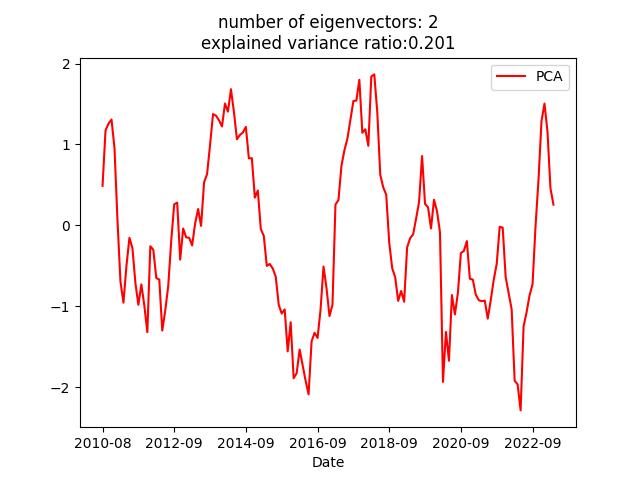 number of eigenvectors: 2
explained variance ratio:0.201
PCA
2
1
0
−1
−2
2010-08 2012-09 2014-09 2016-09 2018-09 2020-09 2022-09
Date